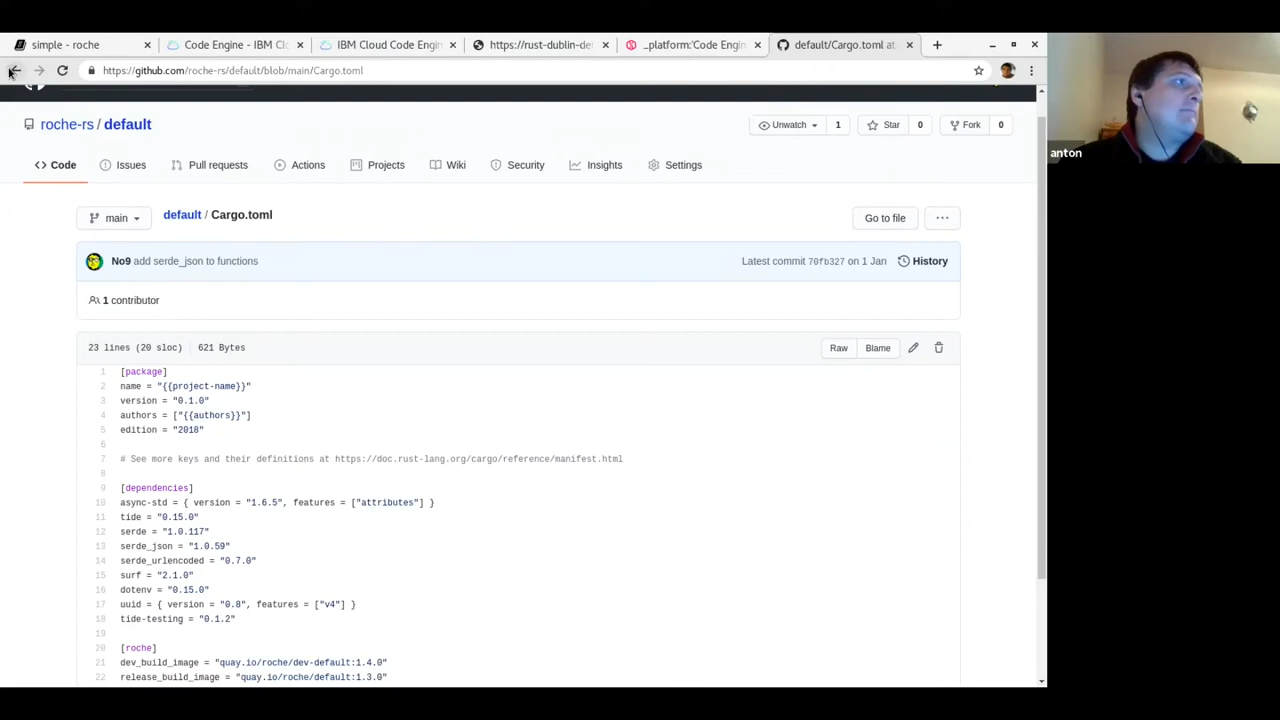 simple - roche
Code Engine - IBM Cl
IBM Cloud Code Engin
https://rust-dublin-de
_platform:'Code Engin
default/Cargo.toml at
https://github.com/roche-rs/default/blob/main/Cargo.toml
roche-rs / default
Unwatch 1
Star 0
Fork 0
Code
Issues
Pull requests
Actions
Projects
Wiki
Security
Insights
Settings
main
default / Cargo.toml
Go to file
No9 add serde_json to functions
Latest commit 70fb327 on 1 Jan
History
1 contributor
23 lines (20 sloc) 621 Bytes
Raw
Blame
1 [package]
2 name = "{{project-name}}"
3 version = "0.1.0"
4 authors = ["{{authors}}"]
5 edition = "2018"
6
7 # See more keys and their definitions at https://doc.rust-lang.org/cargo/reference/manifest.html
8
9 [dependencies]
10 async-std = { version = "1.6.5", features = ["attributes"] }
11 tide = "0.15.0"
12 serde = "1.0.117"
13 serde_json = "1.0.59"
14 serde_urlencoded = "0.7.0"
15 surf = "2.1.0"
16 dotenv = "0.15.0"
17 uuid = { version = "0.8", features = ["v4"] }
18 tide-testing = "0.1.2"
19
20 [roche]
21 dev_build_image = "quay.io/roche/dev-default:1.4.0"
22 release_build_image = "quay.io/roche/default:1.3.0"
anton